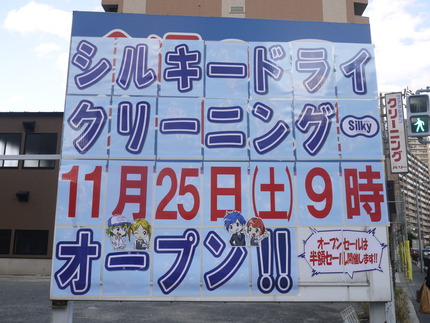 シルキードライ
クリーニング
Silky
11月25日(土)9時
オープン!!
オープンセールは
半額セール開催します!!
クリーニング